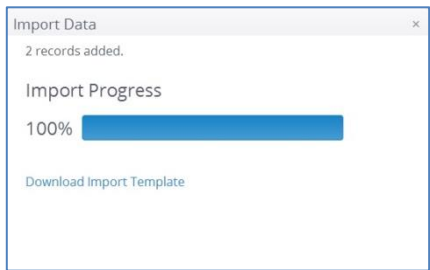 Import Data ×
2 records added.
Import Progress
100%
Download Import Template